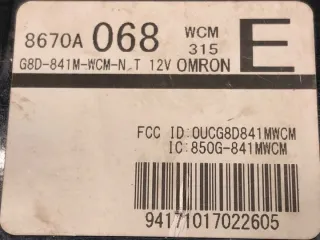 8670A 068 WCM 315 E
G8D-841M-WCM-N.T 12V OMRON
FCC ID:OUCG8D841MWCM
IC:850G-841MWCM
94171017022605